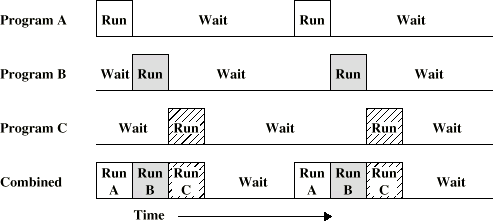 Program A Run Wait Run Wait
Program B Wait Run Wait Run Wait
Program C Wait Run Wait Run Wait
Run Run Run Run Run Run
Combined Wait Wait
A B C A B C
Time